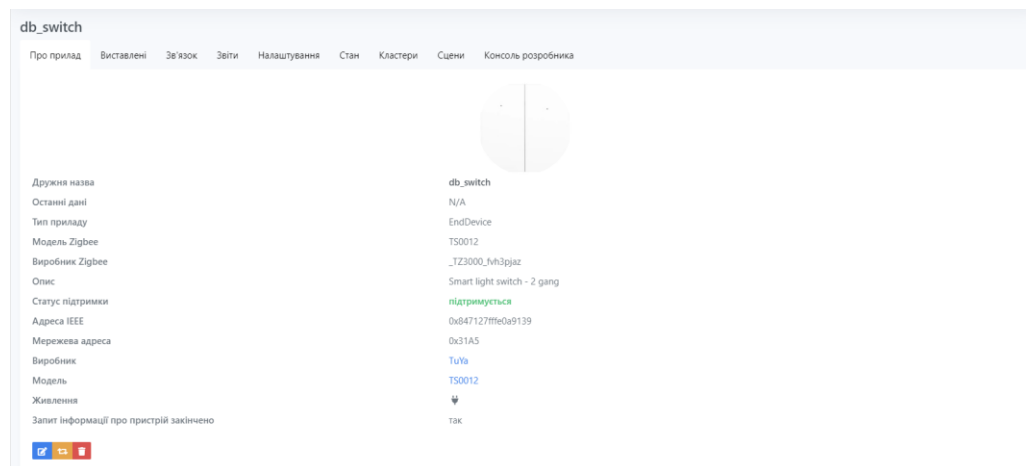 db_switch
Про прилад Виставлені Зв'язок Звіти Налаштування Стан Кластери Сцени Консоль розробника
Дружня назва db_switch
Останні дані N/A
Тип приладу EndDevice
Модель Zigbee TS0012
Виробник Zigbee _TZ3000_fvh3pjaz
Опис Smart light switch - 2 gang
Статус підтримки підтримується
Адреса IEEE 0x847127fffe0a9139
Мережева адреса 0x31A5
Виробник TuYa
Модель TS0012
Живлення
Запит інформації про пристрій закінчено так